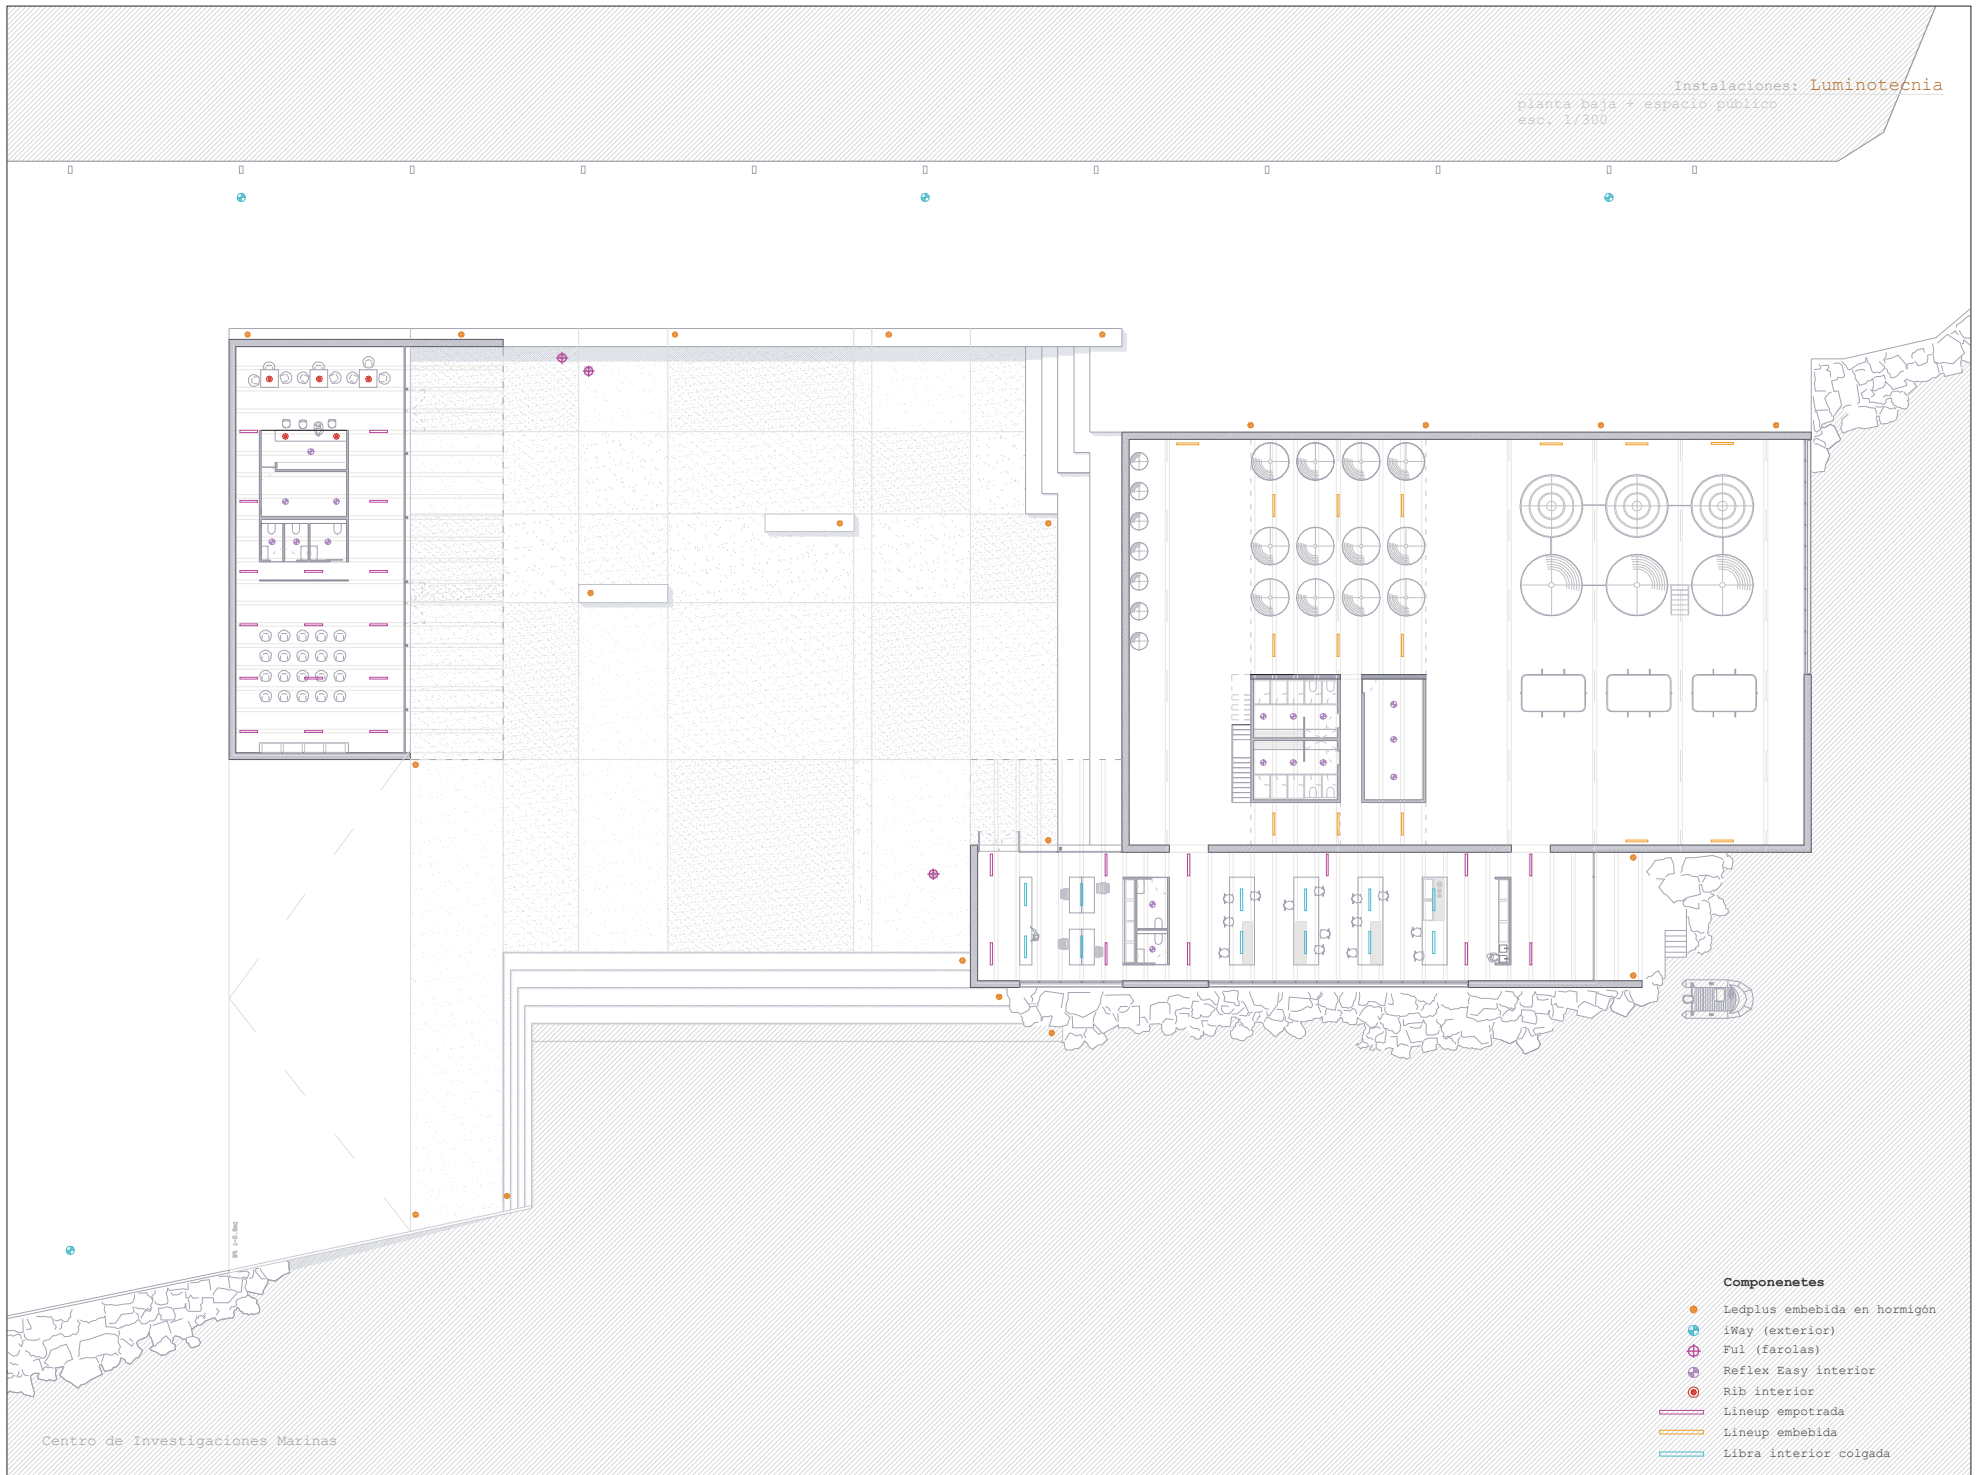 Instalaciones: Luminotecnia
planta baja + espacio público
esc. 1/300
Componenetes
Ledplus embebida en hormigón
iWay (exterior)
Ful (farolas)
Reflex Easy interior
Rib interior
Lineup empotrada
Lineup embebida
Libra interior colgada
Centro de Investigaciones Marinas